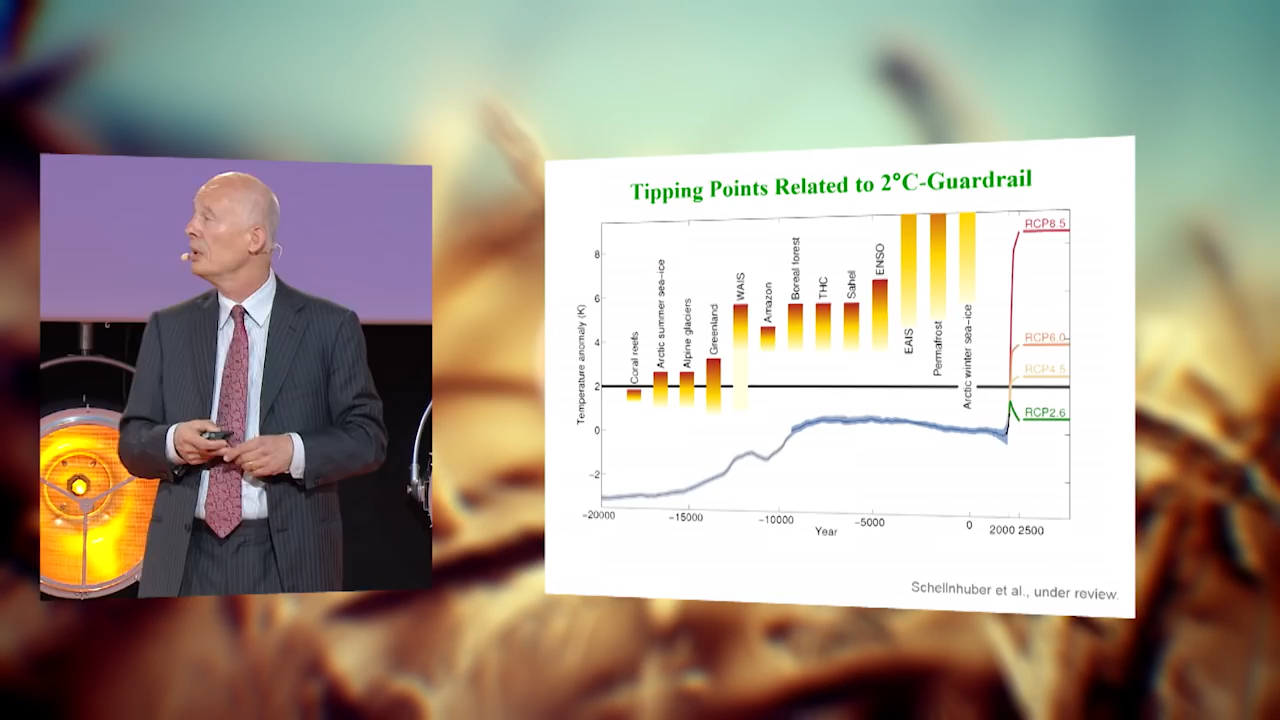 Tipping Points Related to 2°C-Guardrail
Temperature anomaly (K)
8
6
4
2
0
−2
Coral reefs
Arctic summer sea−ice
Alpine glaciers
Greenland
WAIS
Amazon
Boreal forest
THC
Sahel
ENSO
EAIS
Permafrost
Arctic winter sea−ice
RCP8.5
RCP6.0
RCP4.5
RCP2.6
−20000 −15000 −10000 −5000 0 2000 2500
Year
Schellnhuber et al., under review.